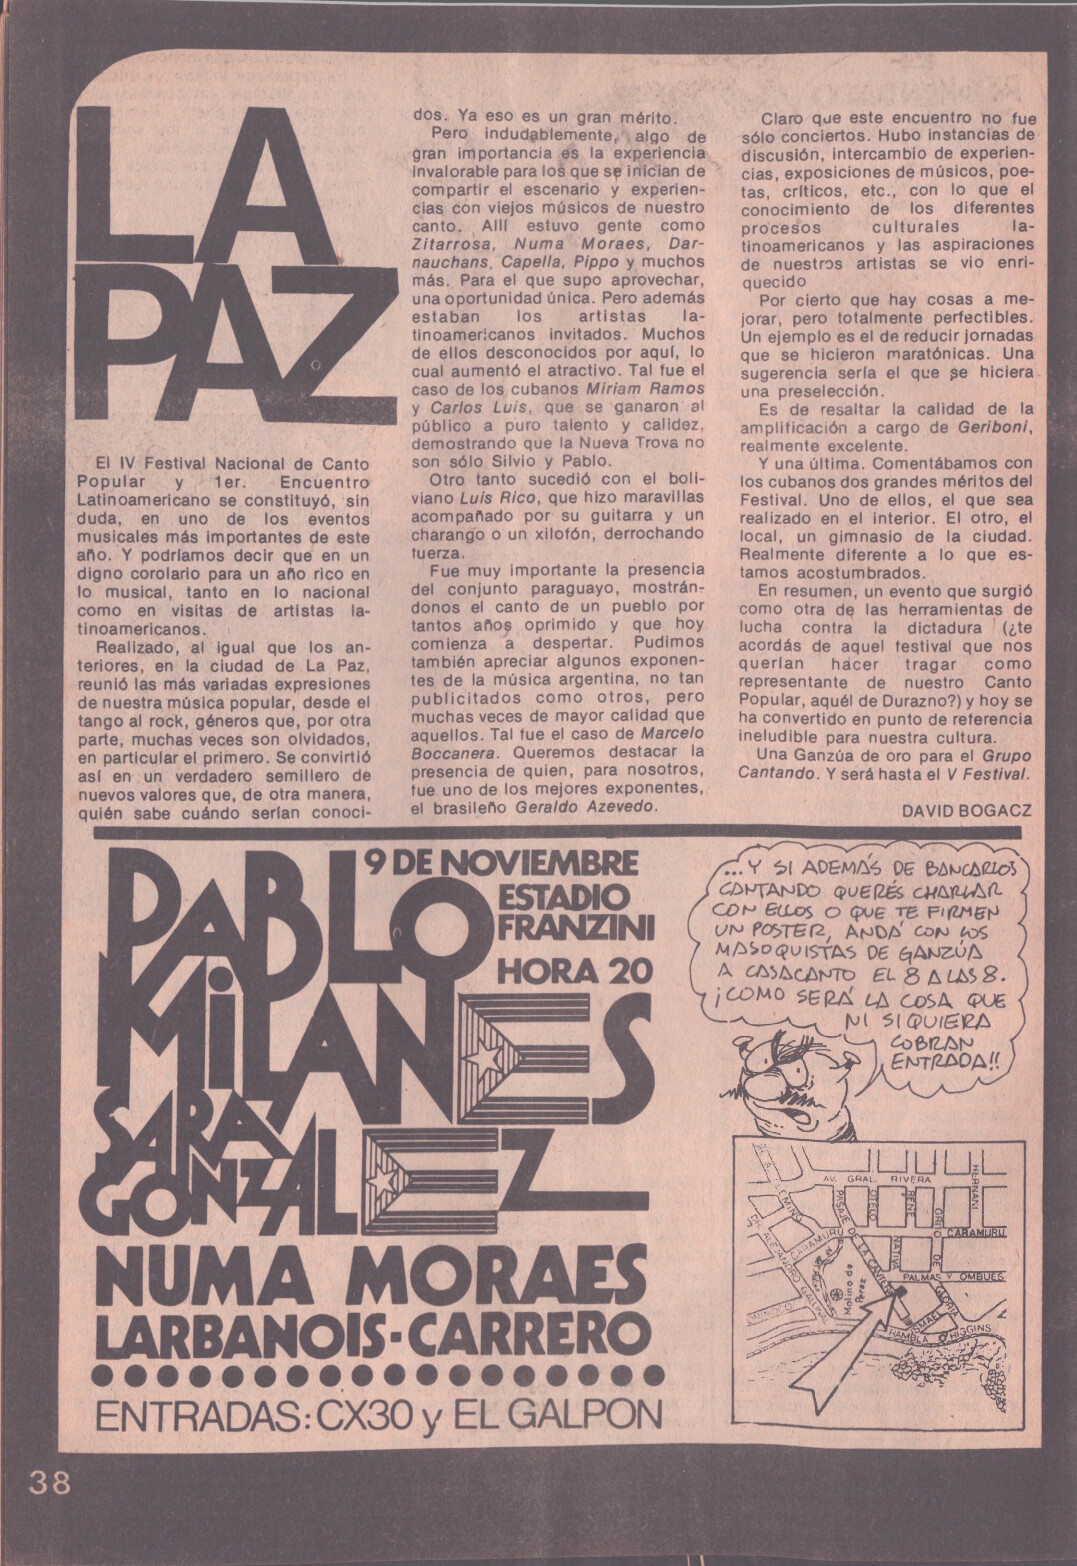 LA
PAZ
El IV Festival Nacional de Canto
Popular y 1er. Encuentro
Latinoamericano se constituyó, sin
duda, en uno de los eventos
musicales más importantes de este
año. Y podríamos decir que en un
digno corolario para un año rico en
lo musical, tanto en lo nacional
como en visitas de artistas la-
tinoamericanos.
Realizado, al igual que los an-
teriores, en la ciudad de La Paz,
reunió las más variadas expresiones
de nuestra música popular, desde el
tango al rock, géneros que, por otra
parte, muchas veces son olvidados,
en particular el primero. Se convirtió
así en un verdadero semillero de
nuevos valores que, de otra manera,
quién sabe cuándo serían conoci-
dos. Ya eso es un gran mérito.
Pero indudablemente, algo de
gran importancia es la experiencia
invalorable para los que se inician de
compartir el escenario y experien-
cias con viejos músicos de nuestro
canto. Allí estuvo gente como
Zitarrosa, Numa Moraes, Dar-
nauchans, Capella, Pippo y muchos
más. Para el que supo aprovechar,
una oportunidad única. Pero además
estaban los artistas la-
tinoamericanos invitados. Muchos
de ellos desconocidos por aquí, lo
cual aumentó el atractivo. Tal fue el
caso de los cubanos Miriam Ramos
y Carlos Luis, que se ganaron al
público a puro talento y calidez,
demostrando que la Nueva Trova no
son sólo Silvio y Pablo.
Otro tanto sucedió con el boli-
viano Luis Rico, que hizo maravillas
acompañado por su guitarra y un
charango o un xilofón, derrochando
fuerza.
Fue muy importante la presencia
del conjunto paraguayo, mostrán-
donos el canto de un pueblo por
tantos años oprimido y que hoy
comienza a despertar. Pudimos
también apreciar algunos exponen-
tes de la música argentina, no tan
publicitados como otros, pero
muchas veces de mayor calidad que
aquellos. Tal fue el caso de Marcelo
Boccanera. Queremos destacar la
presencia de quien, para nosotros,
fue uno de los mejores exponentes,
el brasileño Geraldo Azevedo.
Claro que este encuentro no fue
sólo conciertos. Hubo instancias de
discusión, intercambio de experien-
cias, exposiciones de músicos, poe-
tas, críticos, etc., con lo que el
conocimiento de los diferentes
procesos culturales la-
tinoamericanos y las aspiraciones
de nuestros artistas se vio enri-
quecido
Por cierto que hay cosas a me-
jorar, pero totalmente perfectibles.
Un ejemplo es el de reducir jornadas
que se hicieron maratónicas. Una
sugerencia sería el que se hiciera
una preselección.
Es de resaltar la calidad de la
amplificación a cargo de Geriboni,
realmente excelente.
Y una última. Comentábamos con
los cubanos dos grandes méritos del
Festival. Uno de ellos, el que sea
realizado en el interior. El otro, el
local, un gimnasio de la ciudad.
Realmente diferente a lo que es-
tamos acostumbrados.
En resumen, un evento que surgió
como otra de las herramientas de
lucha contra la dictadura (¿te
acordás de aquel festival que nos
querían hacer tragar como
representante de nuestro Canto
Popular, aquél de Durazno?) y hoy se
ha convertido en punto de referencia
ineludible para nuestra cultura.
Una Ganzúa de oro para el Grupo
Cantando. Y será hasta el V Festival.
DAVID BOGACZ
9 DE NOVIEMBRE
ESTADIO
FRANZINI
HORA 20
PABLO
MILANES
SARA
GONZALEZ
NUMA MORAES
LARBANOIS-CARRERO
ENTRADAS: CX30 y EL GALPON
...Y SI ADEMÁS DE BANCARLOS
CANTANDO QUERÉS CHARLAR
CON ELLOS O QUE TE FIRMEN
UN POSTER, ANDÁ CON LOS
MASOQUISTAS DE GANZÚA
A CASACANTO EL 8 A LAS 8.
¡COMO SERÁ LA COSA QUE
NI SIQUIERA
COBRAN
ENTRADA!!
AV. GRAL. RIVERA
HERNANI
FLEMING
PASAJE DE LA CANTERA
OTELO
RENE
GRITO DE GLORIA
CARAMURU
CARAMURU
ALEJANDRO GALLINAL
NATIVA
PALMAS Y OMBUES
Molino de
Perez
ISMAEL
RAMBLA O'HIGGINS
38